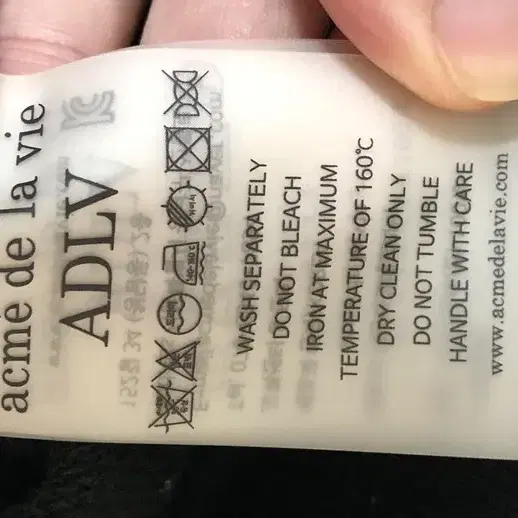 acme de la vie
ADLV
WASH SEPARATELY
DO NOT BLEACH
IRON AT MAXIMUM
TEMPERATURE OF 160℃
DRY CLEAN ONLY
DO NOT TUMBLE
HANDLE WITH CARE
www.acmedelavie.com